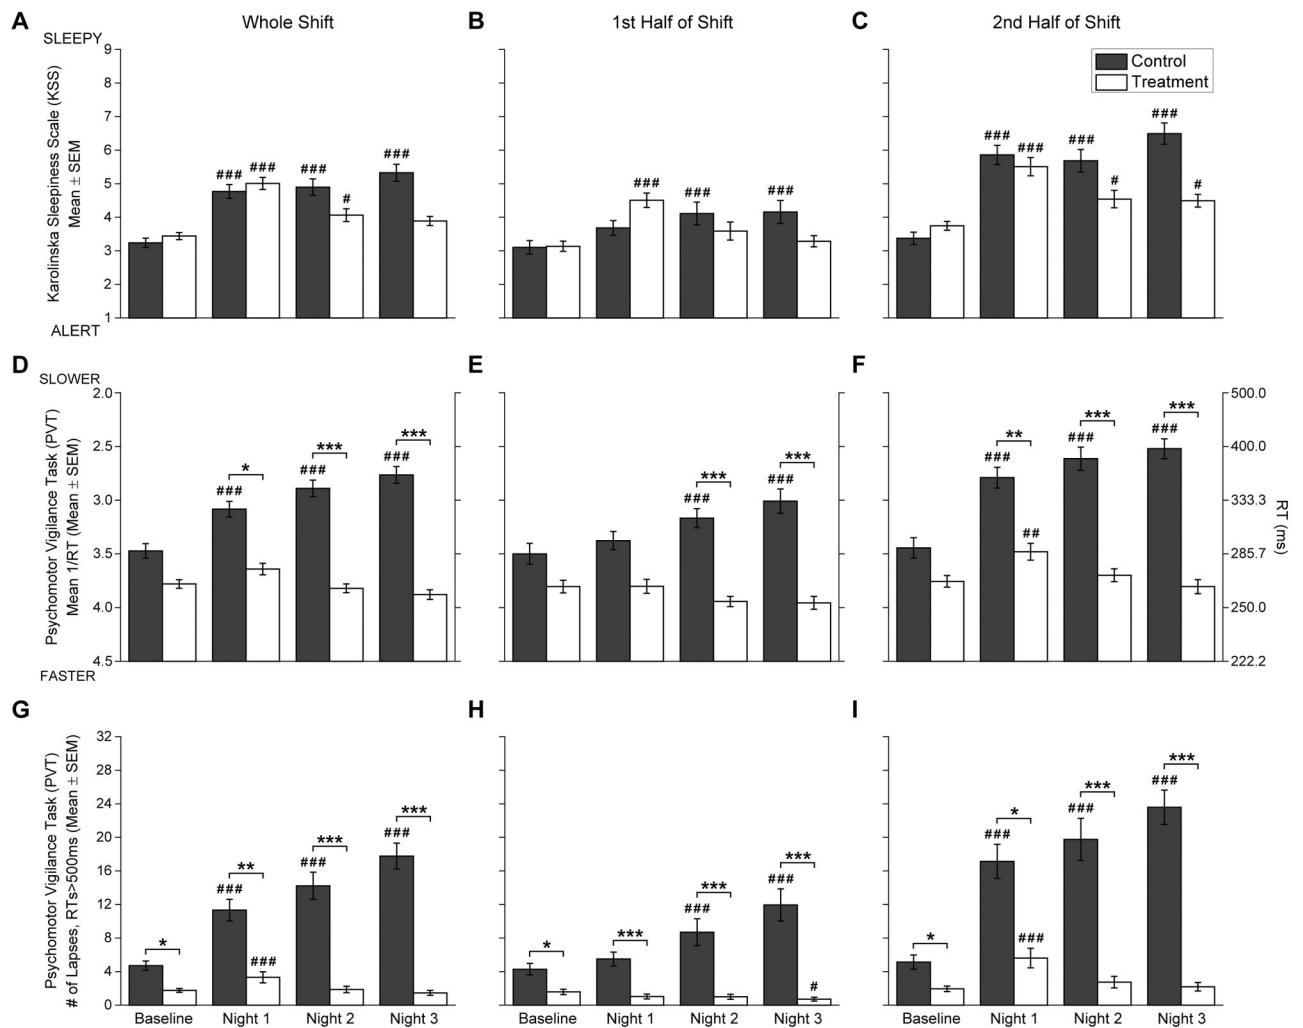 A Whole Shift
B 1st Half of Shift
C 2nd Half of Shift
SLEEPY
Karolinska Sleepiness Scale (KSS)
Mean ± SEM
9
8
7
6
5
4
3
2
1
ALERT
### ### ### # ###
### ### ###
### ### ### # ### #
Control
Treatment
D
E
F
SLOWER
Psychomotor Vigilance Task (PVT)
Mean 1/RT (Mean ± SEM)
2.0
2.5
3.0
3.5
4.0
4.5
FASTER
* *** ***
### ### ###
*** ***
### ###
** *** ***
### ## ### ###
500.0
400.0
333.3
285.7
250.0
222.2
RT (ms)
G
H
I
Psychomotor Vigilance Task (PVT)
# of Lapses, RTs>500ms (Mean ± SEM)
32
28
24
20
16
12
8
4
0
* ** *** ***
### ### ### ###
* *** *** ***
### ### #
* * *** ***
### ### ### ###
Baseline Night 1 Night 2 Night 3
Baseline Night 1 Night 2 Night 3
Baseline Night 1 Night 2 Night 3